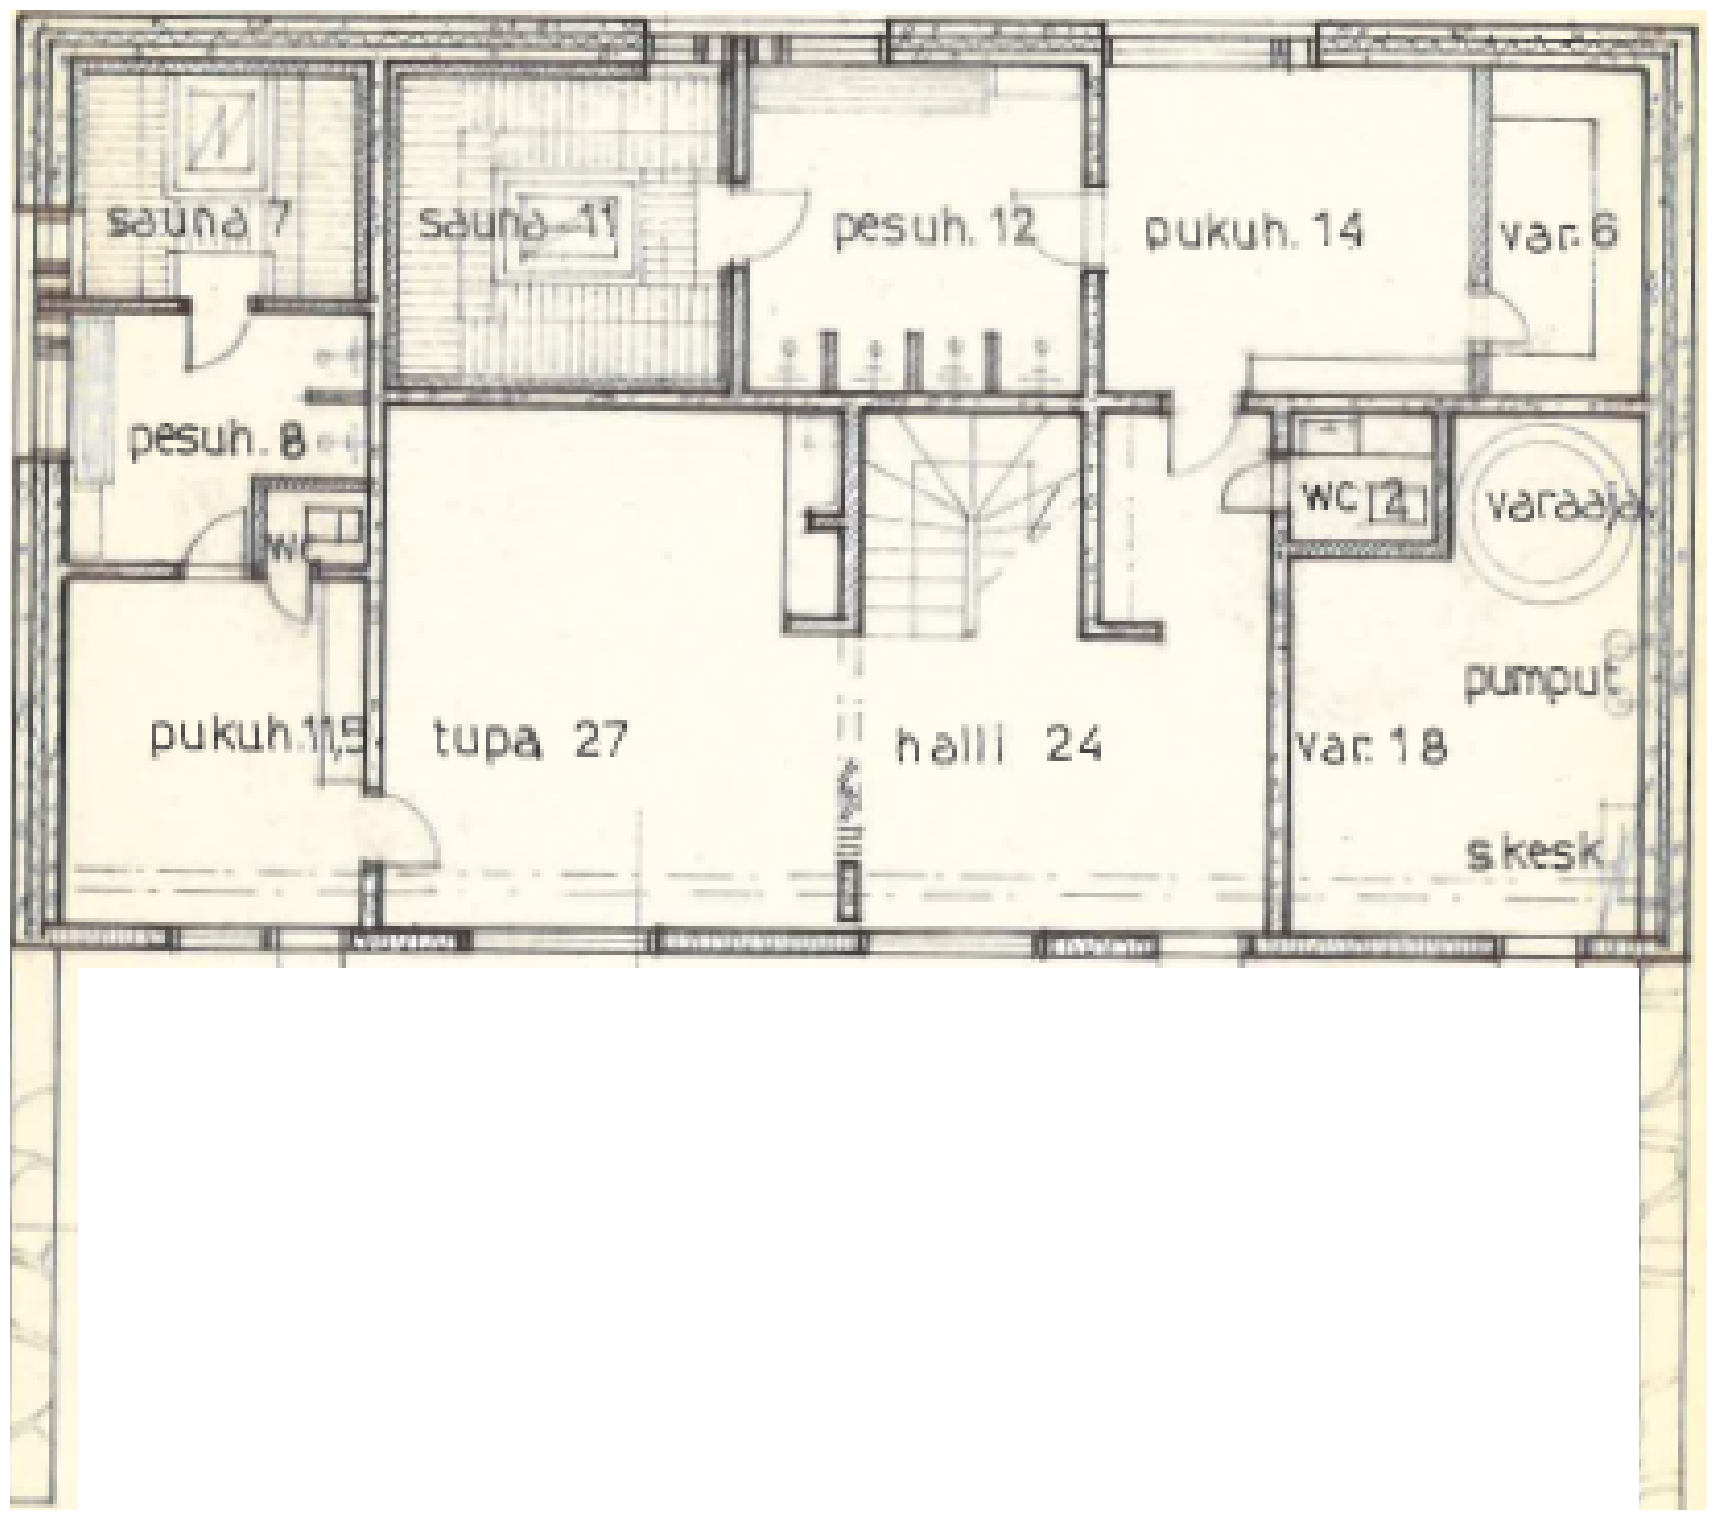 sauna 7
sauna 11
pesuh. 12
pukuh. 14
var. 6
pesuh. 8
wc
wc 2
varaaja
pumput
pukuh. 11,5
tupa 27
halli 24
var. 18
s kesk